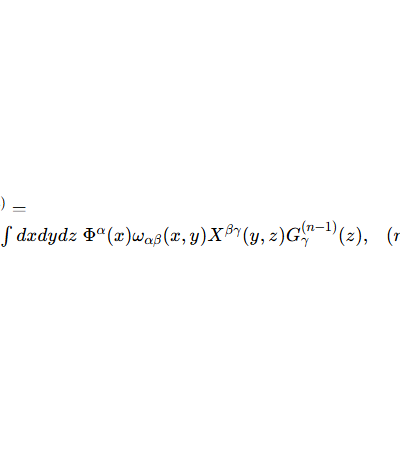 ) =
∫ dxdydz Φ^α(x)ω_{αβ}(x, y)X^{βγ}(y, z)G_γ^{(n−1)}(z), (